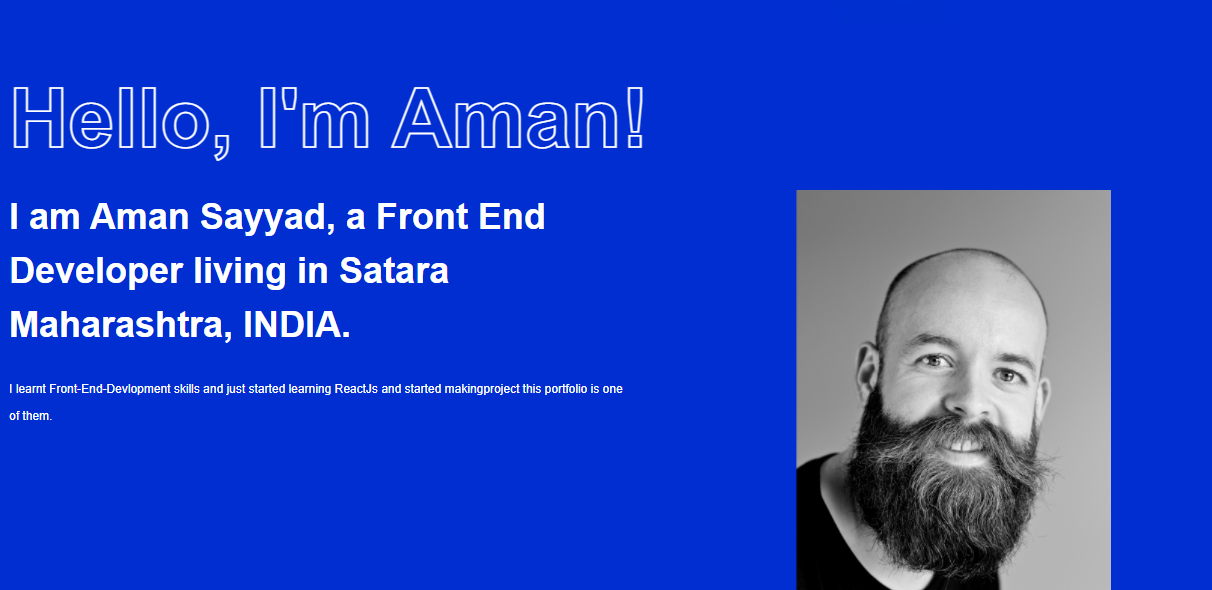 Hello, I'm Aman!
I am Aman Sayyad, a Front End
Developer living in Satara
Maharashtra, INDIA.
I learnt Front-End-Devlopment skills and just started learning ReactJs and started makingproject this portfolio is one
of them.